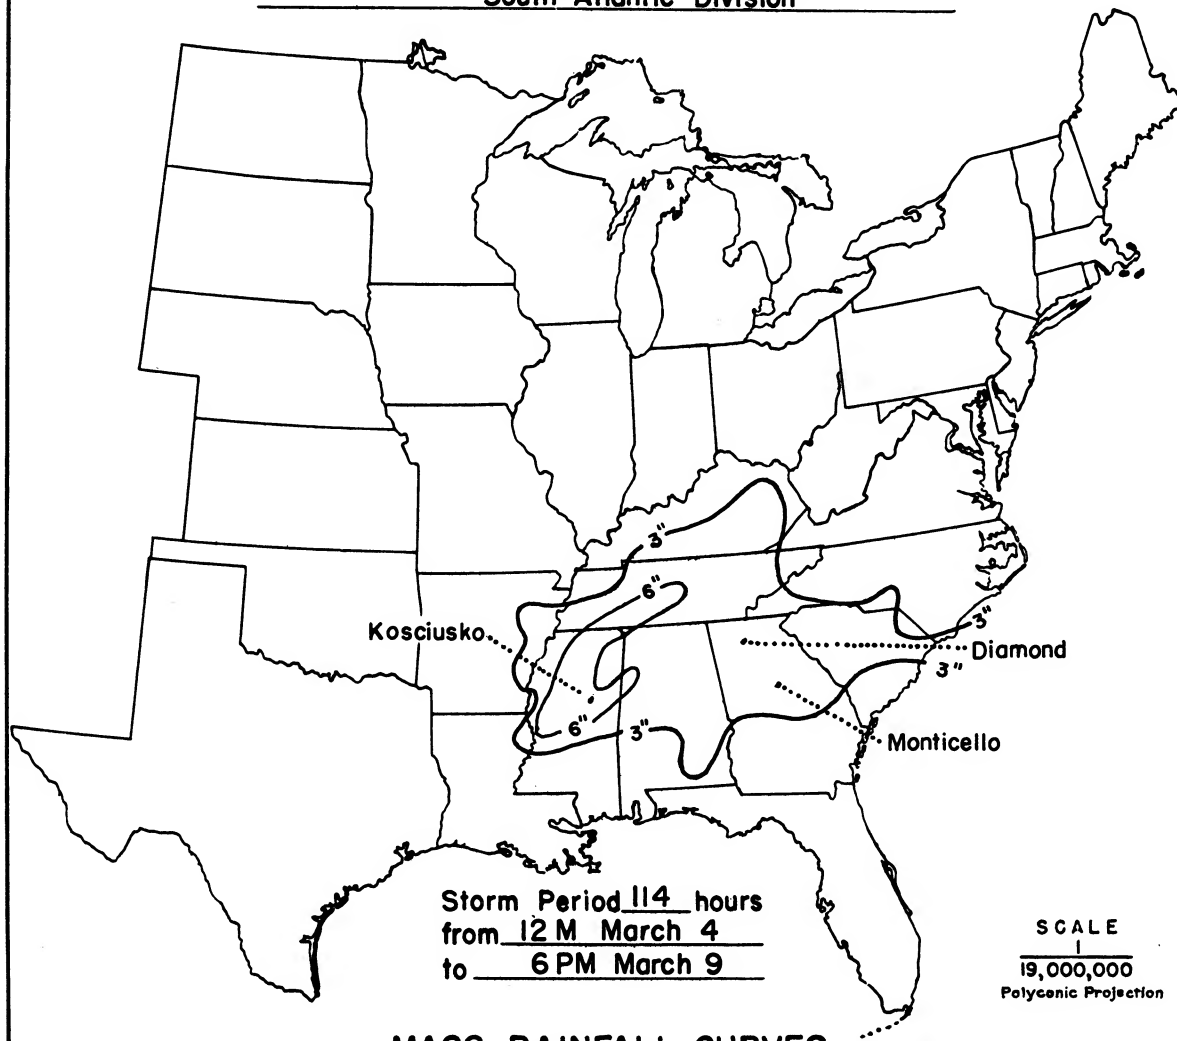 South Atlantic Division
3"
6"
Kosciusko
3"
Diamond
3"
6"
3"
Monticello
Storm Period 114 hours
from 12 M March 4
to 6 PM March 9
SCALE
1
19,000,000
Polyconic Projection
MASS RAINFALL CURVES